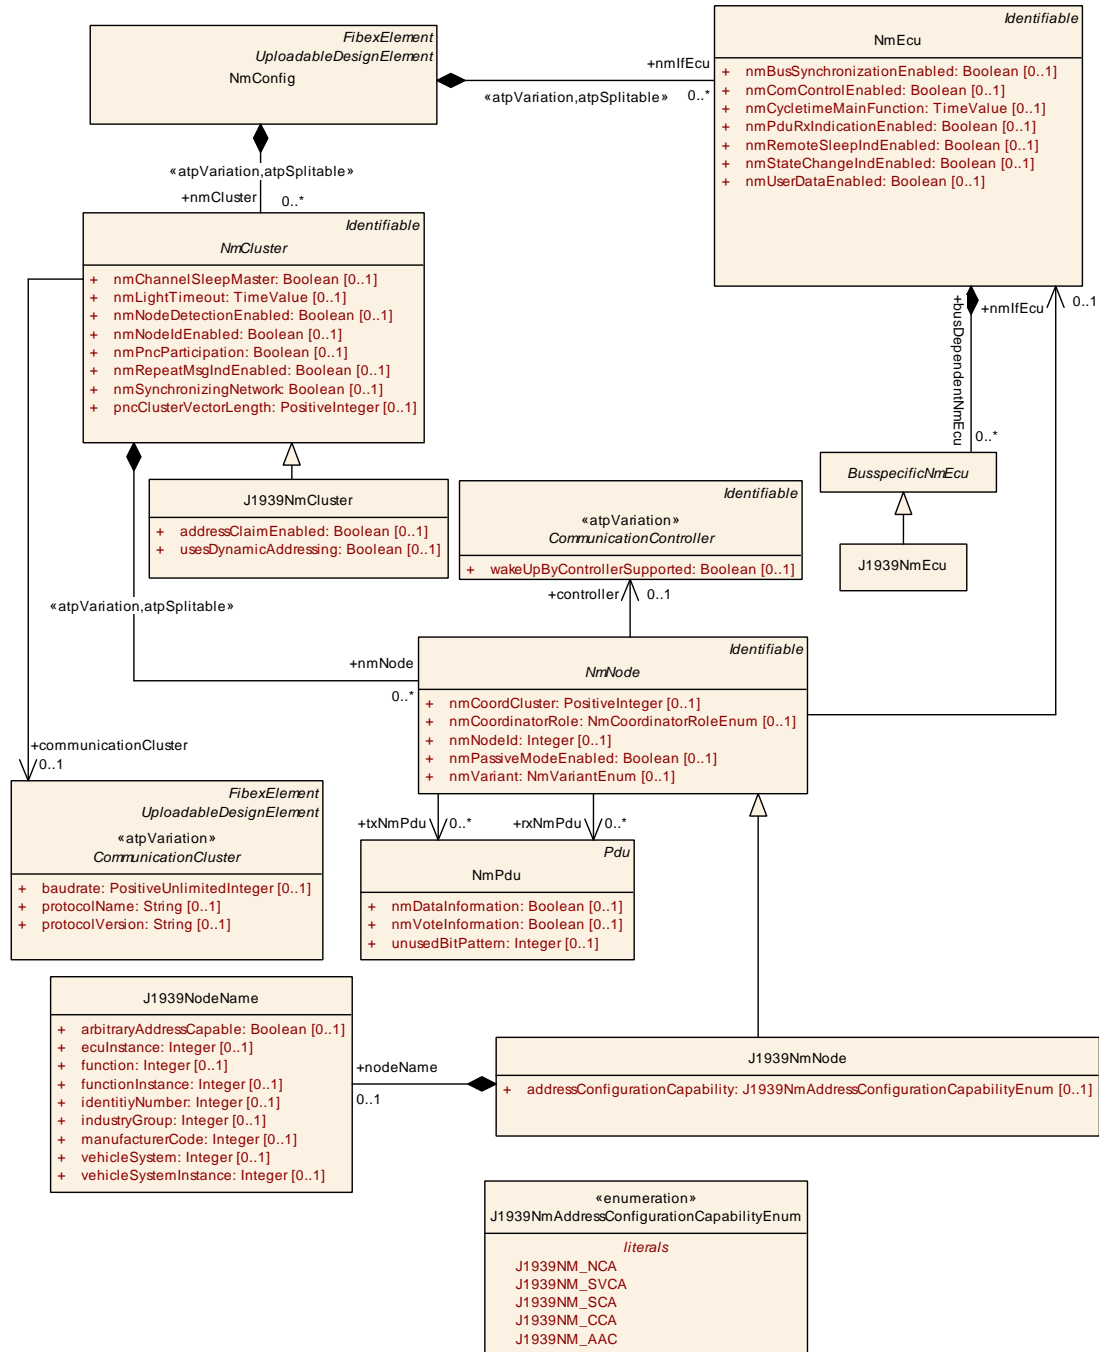 FibexElement
UploadableDesignElement
NmConfig
+nmIfEcu
«atpVariation,atpSplitable»
0..*
Identifiable
NmEcu
+ nmBusSynchronizationEnabled: Boolean [0..1]
+ nmComControlEnabled: Boolean [0..1]
+ nmCycletimeMainFunction: TimeValue [0..1]
+ nmPduRxIndicationEnabled: Boolean [0..1]
+ nmRemoteSleepIndEnabled: Boolean [0..1]
+ nmStateChangeIndEnabled: Boolean [0..1]
+ nmUserDataEnabled: Boolean [0..1]
«atpVariation,atpSplitable»
+nmCluster
0..*
Identifiable
NmCluster
+ nmChannelSleepMaster: Boolean [0..1]
+ nmLightTimeout: TimeValue [0..1]
+ nmNodeDetectionEnabled: Boolean [0..1]
+ nmNodeIdEnabled: Boolean [0..1]
+ nmPncParticipation: Boolean [0..1]
+ nmRepeatMsgIndEnabled: Boolean [0..1]
+ nmSynchronizingNetwork: Boolean [0..1]
+ pncClusterVectorLength: PositiveInteger [0..1]
+busDependentNmEcu
0..*
+nmIfEcu
0..1
BusspecificNmEcu
J1939NmEcu
J1939NmCluster
+ addressClaimEnabled: Boolean [0..1]
+ usesDynamicAddressing: Boolean [0..1]
Identifiable
«atpVariation»
CommunicationController
+ wakeUpByControllerSupported: Boolean [0..1]
+controller
0..1
«atpVariation,atpSplitable»
+nmNode
0..*
Identifiable
NmNode
+ nmCoordCluster: PositiveInteger [0..1]
+ nmCoordinatorRole: NmCoordinatorRoleEnum [0..1]
+ nmNodeId: Integer [0..1]
+ nmPassiveModeEnabled: Boolean [0..1]
+ nmVariant: NmVariantEnum [0..1]
+communicationCluster
0..1
FibexElement
UploadableDesignElement
«atpVariation»
CommunicationCluster
+ baudrate: PositiveUnlimitedInteger [0..1]
+ protocolName: String [0..1]
+ protocolVersion: String [0..1]
+txNmPdu
0..*
+rxNmPdu
0..*
Pdu
NmPdu
+ nmDataInformation: Boolean [0..1]
+ nmVoteInformation: Boolean [0..1]
+ unusedBitPattern: Integer [0..1]
J1939NodeName
+ arbitraryAddressCapable: Boolean [0..1]
+ ecuInstance: Integer [0..1]
+ function: Integer [0..1]
+ functionInstance: Integer [0..1]
+ identitiyNumber: Integer [0..1]
+ industryGroup: Integer [0..1]
+ manufacturerCode: Integer [0..1]
+ vehicleSystem: Integer [0..1]
+ vehicleSystemInstance: Integer [0..1]
+nodeName
0..1
J1939NmNode
+ addressConfigurationCapability: J1939NmAddressConfigurationCapabilityEnum [0..1]
«enumeration»
J1939NmAddressConfigurationCapabilityEnum
literals
J1939NM_NCA
J1939NM_SVCA
J1939NM_SCA
J1939NM_CCA
J1939NM_AAC